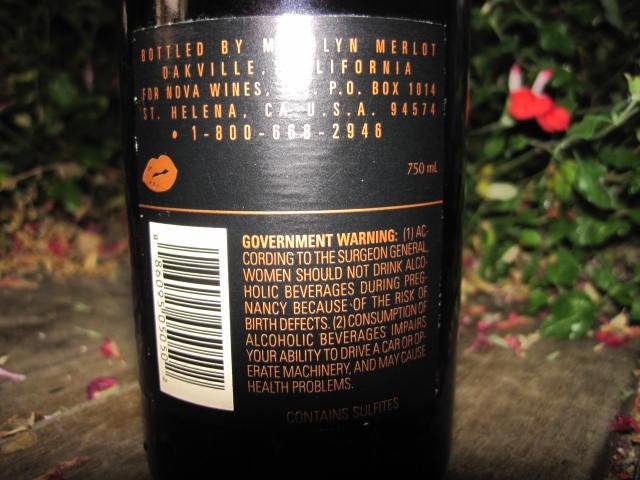 BOTTLED BY MERLOT
OAKVILLE, CALIFORNIA
FOR NOVA WINES, P.O. BOX 1014
ST. HELENA, CA U.S.A. 94574
• 1-800-668-2946
750 mL
GOVERNMENT WARNING: (1) AC-
CORDING TO THE SURGEON GENERAL
WOMEN SHOULD NOT DRINK ALCO-
HOLIC BEVERAGES DURING PREG-
NANCY BECAUSE OF THE RISK OF
BIRTH DEFECTS. (2) CONSUMPTION OF
ALCOHOLIC BEVERAGES IMPAIRS
YOUR ABILITY TO DRIVE A CAR OR OP-
ERATE MACHINERY, AND MAY CAUSE
HEALTH PROBLEMS.
CONTAINS SULFITES